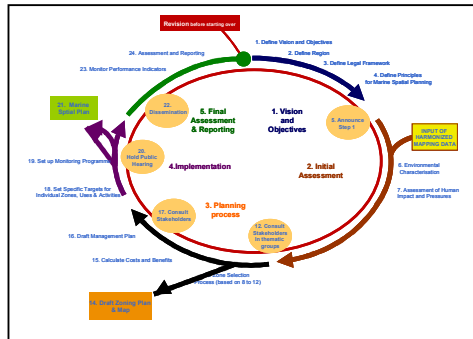 Revision before starting over
24. Assessment and Reporting
1. Define Vision and Objectives
2. Define Region
3. Define Legal Framework
4. Define Principles
for Marine Spatial Planning
23. Monitor Performance Indicators
21. Marine
Sptial Plan
22.
Dissemination
5. Final
Assessment
& Reporting
1. Vision
and
Objectives
5. Announce
Step 1
INPUT OF
HARMONIZED
MAPPING DATA
19. Set up Monitoring Programme
20.
Hold Public
Hearing
4.Implementation
2. Initial
Assessment
6. Environmental
Characterisation
7. Assessment of Human
Impact and Pressures
18. Set Specific Targets for
Individual Zones, Uses & Activities
17. Consult
Stakeholders
3. Planning
process
12. Consult
Stakeholders
in thematic
groups
16. Draft Management Plan
15. Calculate Costs and Benefits
Zone Selection
Process (based on 8 to 12)
14. Draft Zoning Plan
& Map